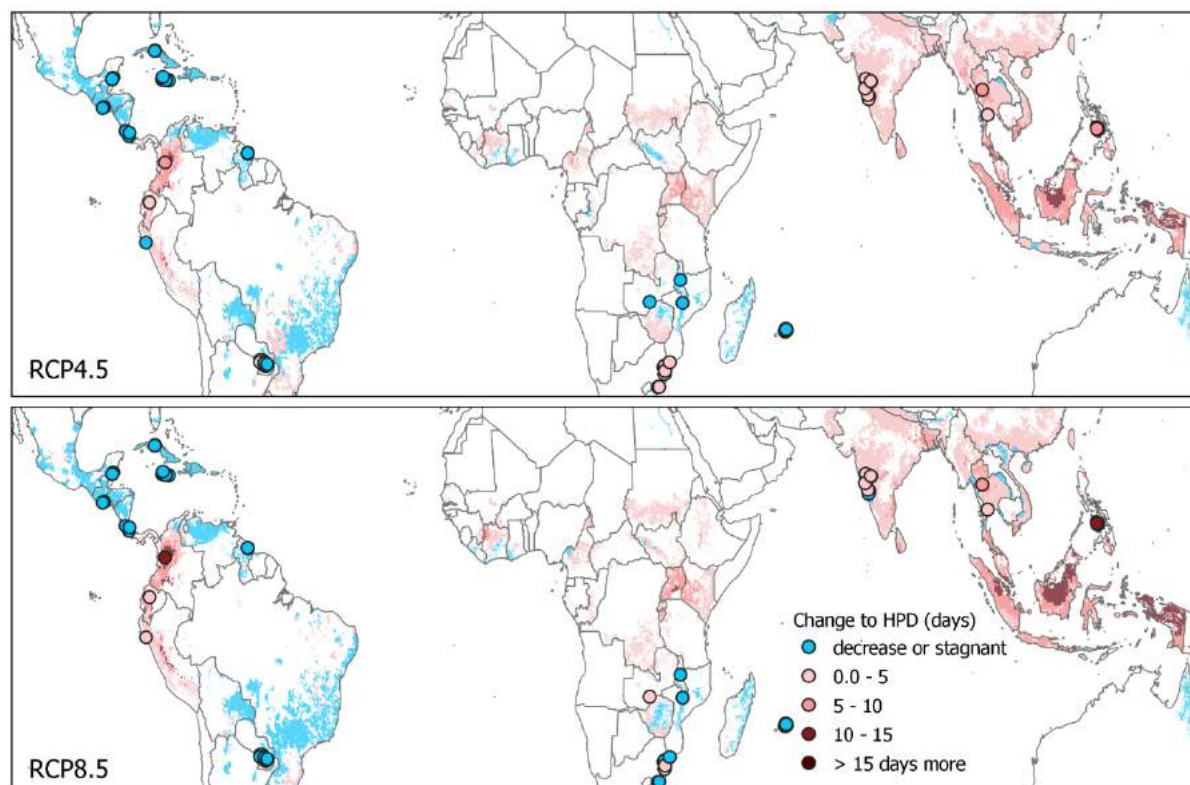 RCP4.5
Change to HPD (days)
decrease or stagnant
0.0 - 5
5 - 10
10 - 15
> 15 days more
RCP8.5